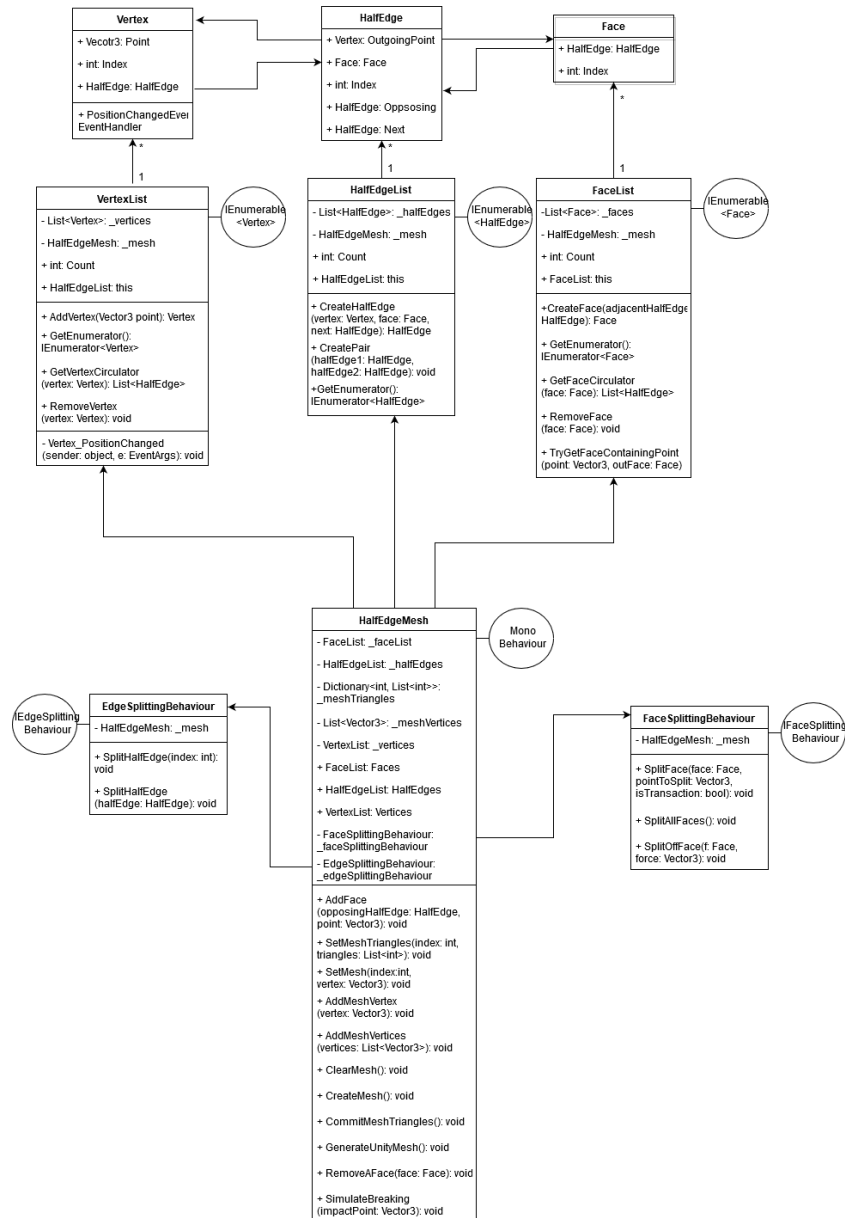 Vertex
+ Vecotr3: Point
+ int: Index
+ HalfEdge: HalfEdge
+ PositionChangedEven
EventHandler
HalfEdge
+ Vertex: OutgoingPoint
+ Face: Face
+ int: Index
+ HalfEdge: Oppsosing
+ HalfEdge: Next
Face
+ HalfEdge: HalfEdge
+ int: Index
*
1
*
1
*
1
VertexList
- List<Vertex>: _vertices
- HalfEdgeMesh: _mesh
+ int: Count
+ HalfEdgeList: this
+ AddVertex(Vector3 point): Vertex
+ GetEnumerator():
IEnumerator<Vertex>
+ GetVertexCirculator
(vertex: Vertex): List<HalfEdge>
+ RemoveVertex
(vertex: Vertex): void
- Vertex_PositionChanged
(sender: object, e: EventArgs): void
IEnumerable
<Vertex>
HalfEdgeList
- List<HalfEdge>: _halfEdges
- HalfEdgeMesh: _mesh
+ int: Count
+ HalfEdgeList: this
+ CreateHalfEdge
(vertex: Vertex, face: Face,
next: HalfEdge): HalfEdge
+ CreatePair
(halfEdge1: HalfEdge,
halfEdge2: HalfEdge): void
+GetEnumerator():
IEnumerator<HalfEdge>
IEnumerable
<HalfEdge>
FaceList
-List<Face>: _faces
- HalfEdgeMesh: _mesh
+ int: Count
+ FaceList: this
+CreateFace(adjacentHalfEdge
HalfEdge): Face
+ GetEnumerator():
IEnumerator<Face>
+ GetFaceCirculator
(face: Face): List<HalfEdge>
+ RemoveFace
(face: Face): void
+ TryGetFaceContainingPoint
(point: Vector3, outFace: Face)
IEnumerable
<Face>
HalfEdgeMesh
- FaceList: _faceList
- HalfEdgeList: _halfEdges
- Dictionary<int, List<int>>:
_meshTriangles
- List<Vector3>: _meshVertices
- VertexList: _vertices
+ FaceList: Faces
+ HalfEdgeList: HalfEdges
+ VertexList: Vertices
- FaceSplittingBehaviour:
_faceSplittingBehaviour
- EdgeSplittingBehaviour:
_edgeSplittingBehaviour
+ AddFace
(opposingHalfEdge: HalfEdge,
point: Vector3): void
+ SetMeshTriangles(index: int,
triangles: List<int>): void
+ SetMesh(index:int,
vertex: Vector3): void
+ AddMeshVertex
(vertex: Vector3): void
+ AddMeshVertices
(vertices: List<Vector3>): void
+ ClearMesh(): void
+ CreateMesh(): void
+ CommitMeshTriangles(): void
+ GenerateUnityMesh(): void
+ RemoveAFace(face: Face): void
+ SimulateBreaking
(impactPoint: Vector3): void
Mono
Behaviour
IEdgeSplitting
Behaviour
EdgeSplittingBehaviour
- HalfEdgeMesh: _mesh
+ SplitHalfEdge(index: int):
void
+ SplitHalfEdge
(halfEdge: HalfEdge): void
FaceSplittingBehaviour
- HalfEdgeMesh: _mesh
+ SplitFace(face: Face,
pointToSplit: Vector3,
isTransaction: bool): void
+ SplitAllFaces(): void
+ SplitOffFace(f: Face,
force: Vector3): void
IFaceSplitting
Behaviour